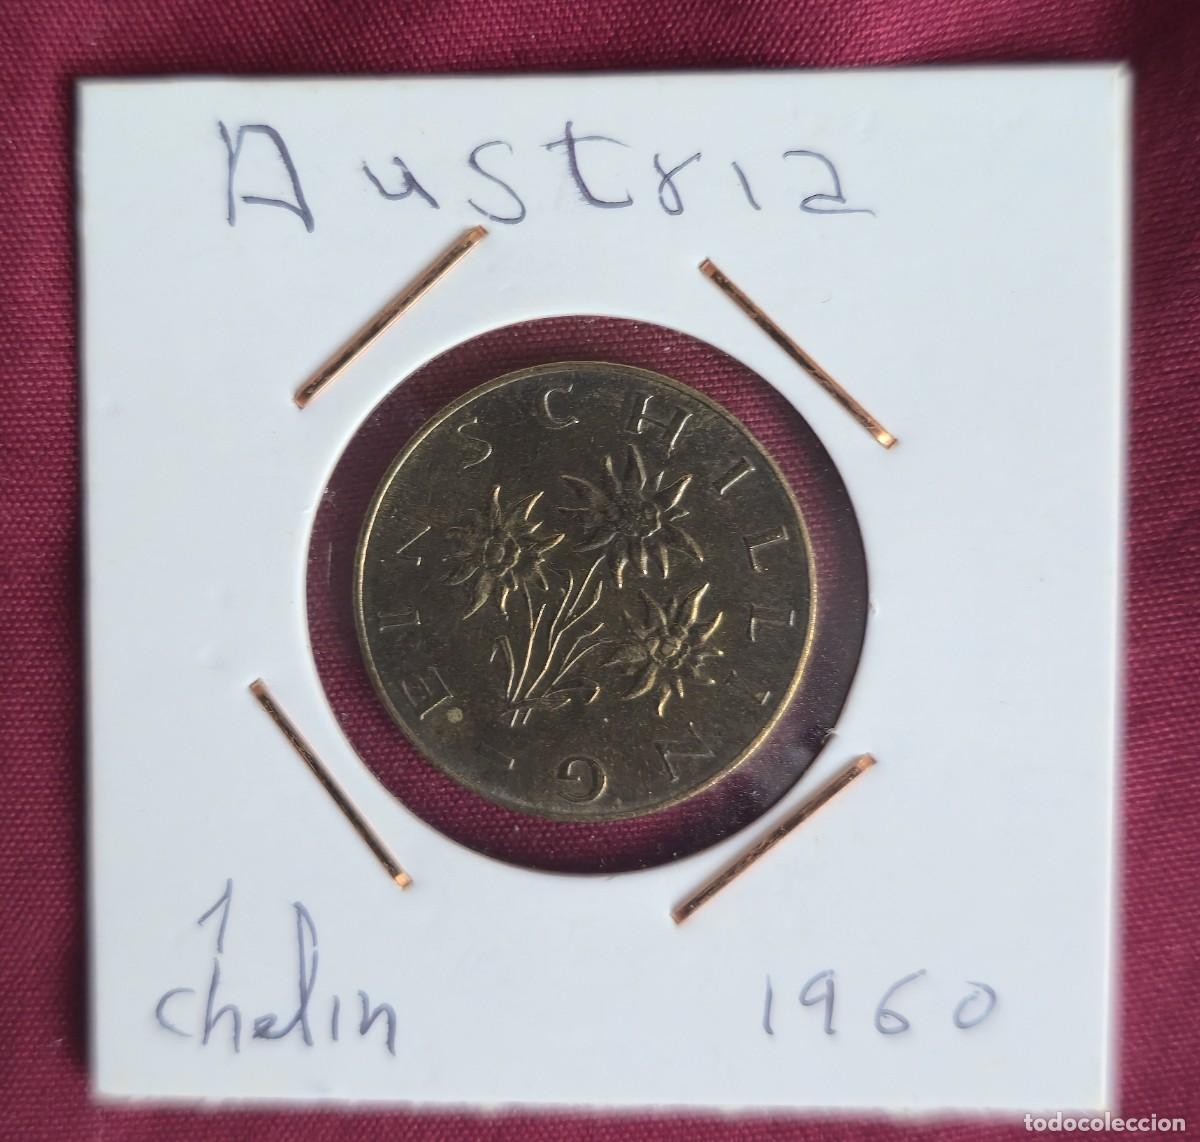 Austria
EIN SCHILLING
1
chelin
1960
todocoleccion